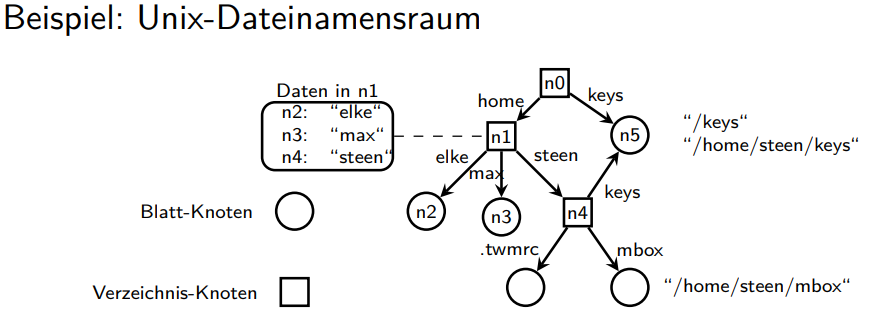 Beispiel: Unix-Dateinamensraum
Daten in n1
n2: “elke“
n3: “max“
n4: “steen“
n0
home
keys
n1
n5
“/keys“
“/home/steen/keys“
elke
max
steen
keys
Blatt-Knoten
n2
n3
n4
.twmrc
mbox
Verzeichnis-Knoten
“/home/steen/mbox“